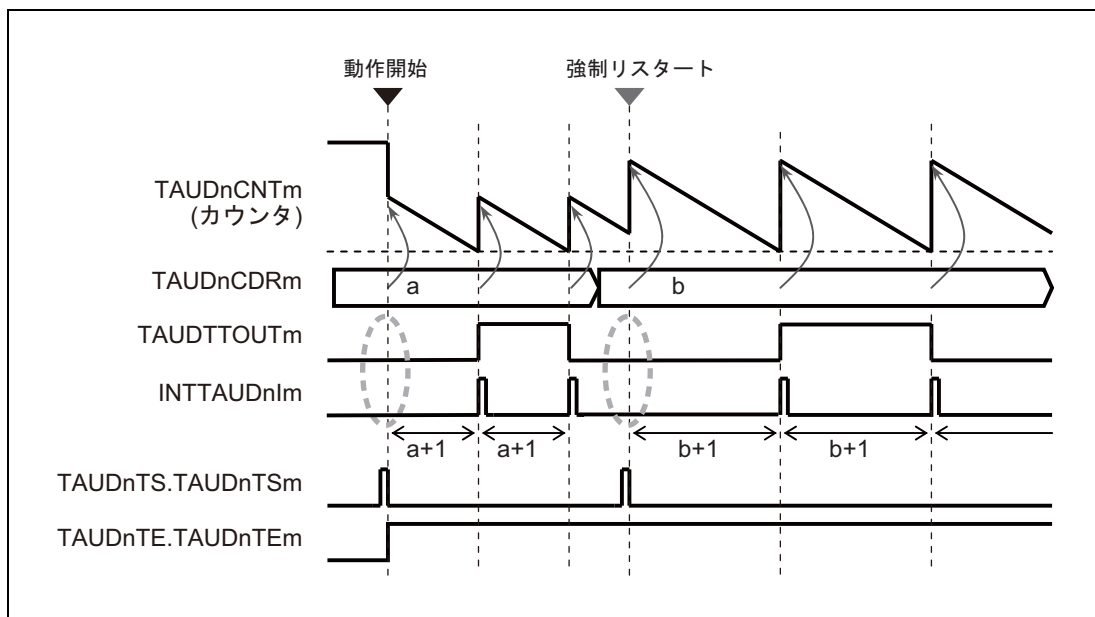 動作開始
強制リスタート
TAUDnCNTm
(カウンタ)
TAUDnCDRm
a
b
TAUDTTOUTm
INTTAUDnIm
a+1
a+1
b+1
b+1
TAUDnTS.TAUDnTSm
TAUDnTE.TAUDnTEm